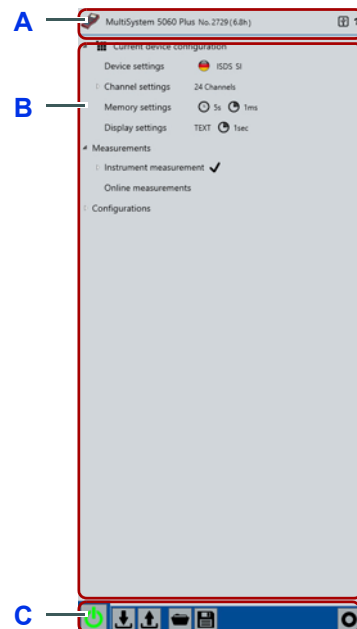 A
MultiSystem 5060 Plus No.2729(6.8h)
Current device configuration
Device settings ISDS SI
Channel settings 24 Channels
B
Memory settings 5s 1ms
Display settings TEXT 1sec
Measurements
Instrument measurement
Online measurements
Configurations
C